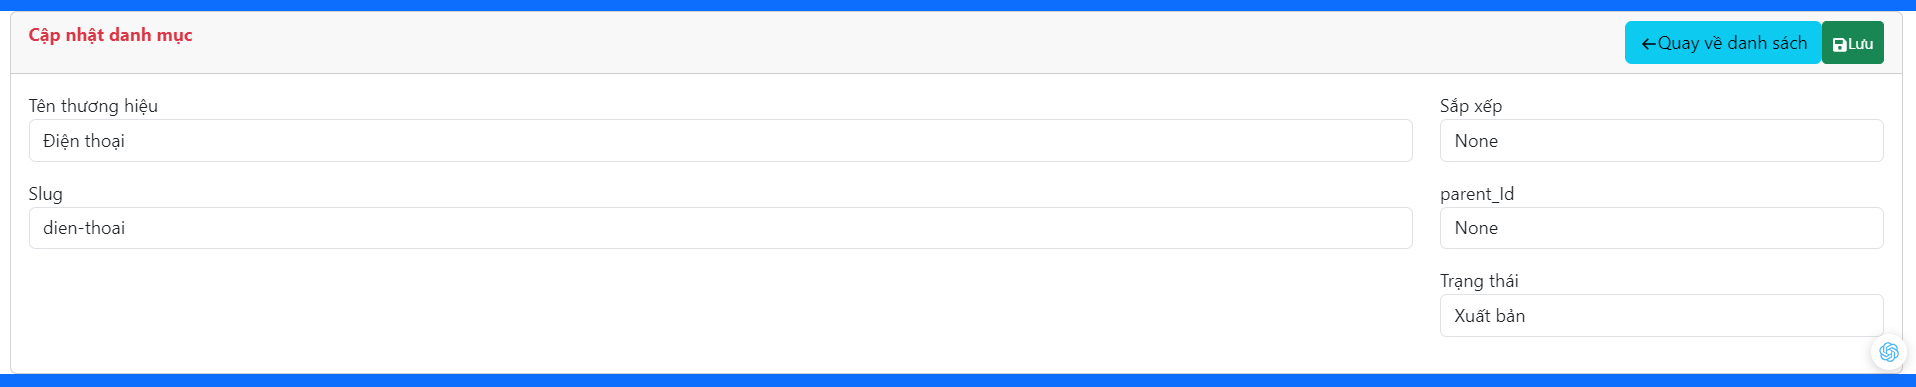 Cập nhật danh mục
←Quay về danh sách
Lưu
Tên thương hiệu
Điện thoại
Slug
dien-thoai
Sắp xếp
None
parent_Id
None
Trạng thái
Xuất bản